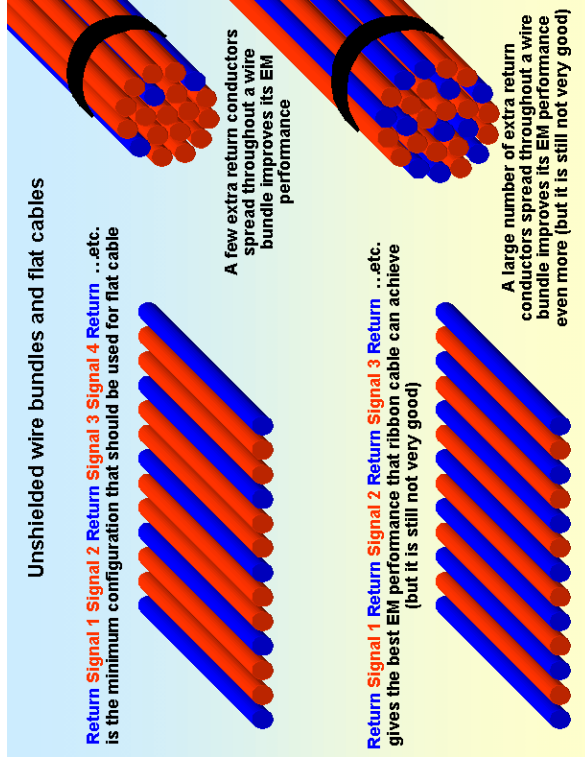 Unshielded wire bundles and flat cables
Return Signal 1 Signal 2 Return Signal 3 Signal 4 Return ...etc.
is the minimum configuration that should be used for flat cable
A few extra return conductors
spread throughout a wire
bundle improves its EM
performance
Return Signal 1 Return Signal 2 Return Signal 3 Return ...etc.
gives the best EM performance that ribbon cable can achieve
(but it is still not very good)
A large number of extra return
conductors spread throughout a wire
bundle improves its EM performance
even more (but it is still not very good)